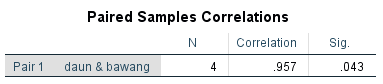 Paired Samples Correlations
N Correlation Sig.
Pair 1 daun & bawang 4 .957 .043